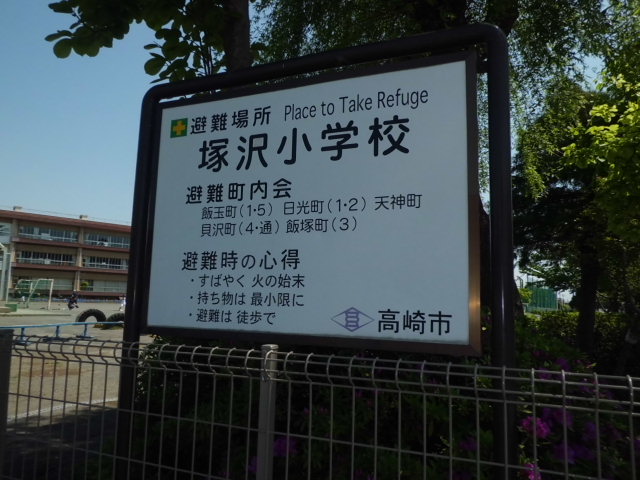 避難場所 Place to Take Refuge
塚沢小学校
避難町内会
飯玉町(1・5) 日光町(1・2) 天神町
貝沢町(4・通) 飯塚町(3)
避難時の心得
・すばやく 火の始末
・持ち物は 最小限に
・避難は 徒歩で
高崎市